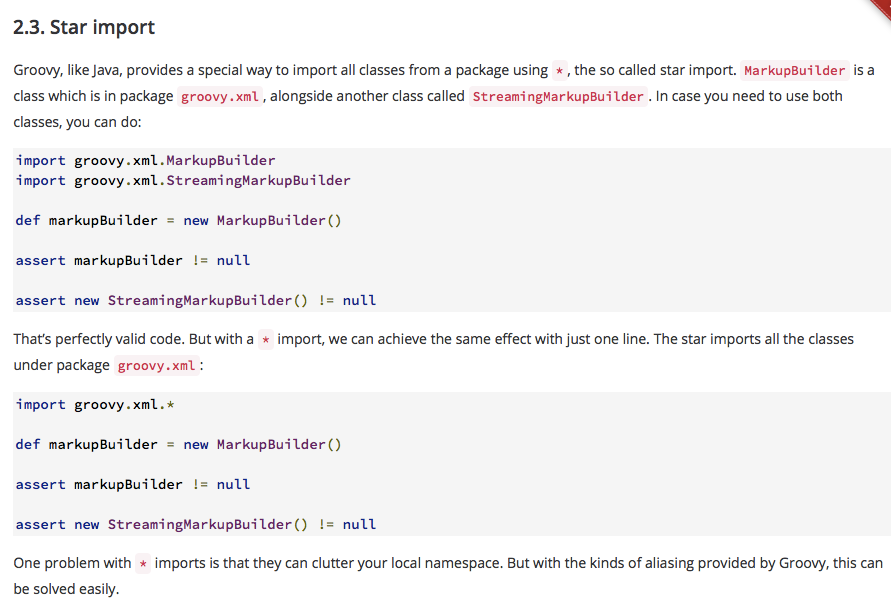 2.3. Star import
Groovy, like Java, provides a special way to import all classes from a package using *, the so called star import. MarkupBuilder is a
class which is in package groovy.xml, alongside another class called StreamingMarkupBuilder. In case you need to use both
classes, you can do:
import groovy.xml.MarkupBuilder
import groovy.xml.StreamingMarkupBuilder
def markupBuilder = new MarkupBuilder()
assert markupBuilder != null
assert new StreamingMarkupBuilder() != null
That’s perfectly valid code. But with a * import, we can achieve the same effect with just one line. The star imports all the classes
under package groovy.xml:
import groovy.xml.*
def markupBuilder = new MarkupBuilder()
assert markupBuilder != null
assert new StreamingMarkupBuilder() != null
One problem with * imports is that they can clutter your local namespace. But with the kinds of aliasing provided by Groovy, this can
be solved easily.